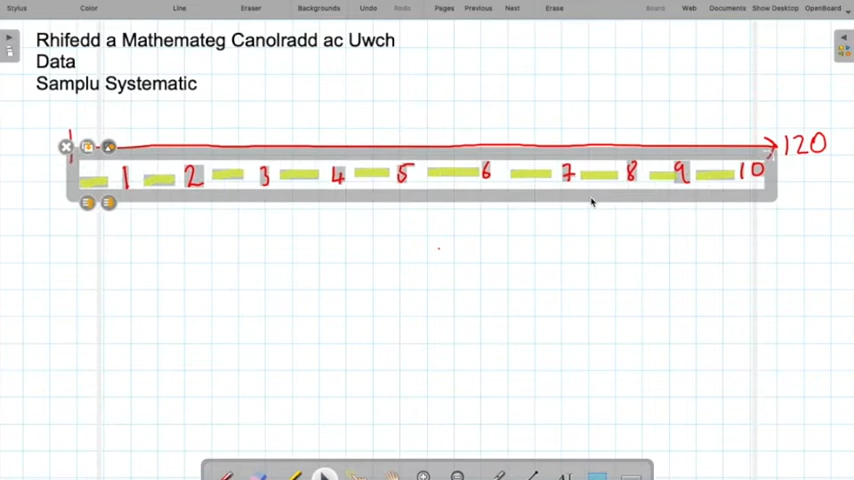 Stylus Color Line Eraser Backgrounds Undo Redo Pages Previous Next Erase Board Web Documents Show Desktop OpenBoard
Rhifedd a Mathemateg Canolradd ac Uwch
Data
Samplu Systematic
1 120
1 2 3 4 5 6 7 8 9 10